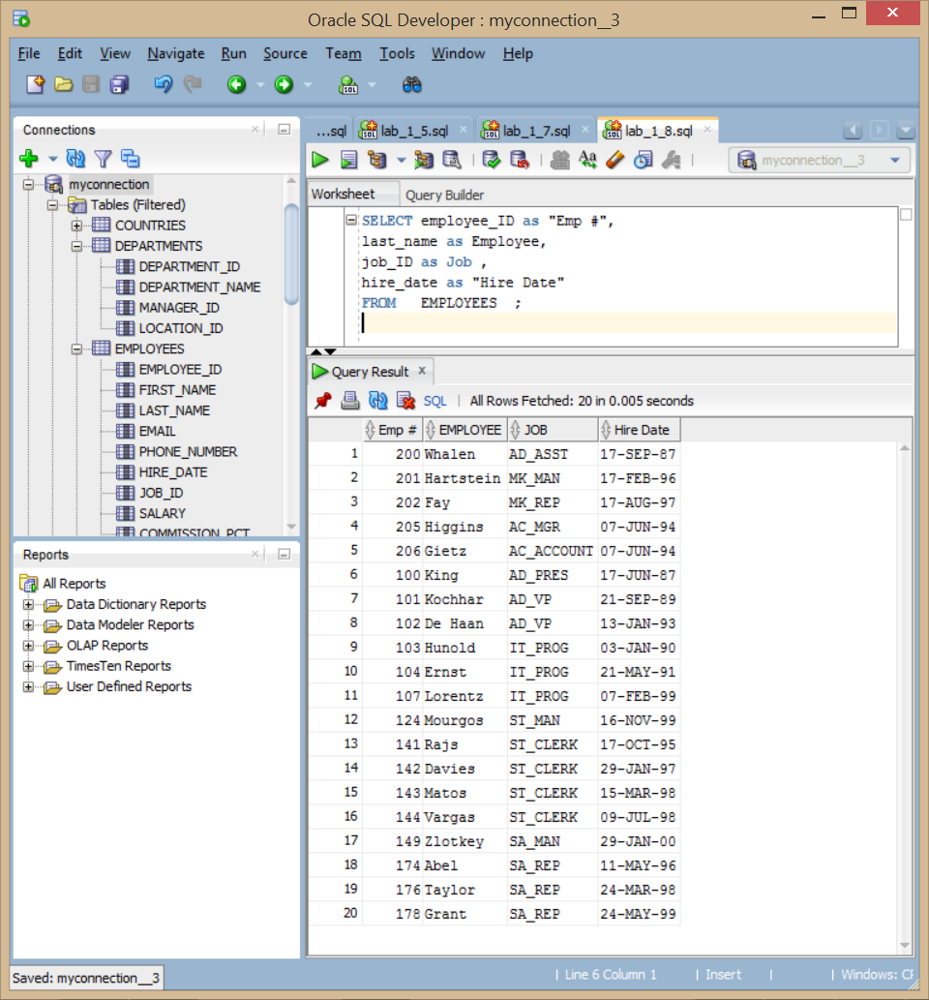 Oracle SQL Developer : myconnection__3
File Edit View Navigate Run Source Team Tools Window Help
SQL
Connections
myconnection
Tables (Filtered)
COUNTRIES
DEPARTMENTS
DEPARTMENT_ID
DEPARTMENT_NAME
MANAGER_ID
LOCATION_ID
EMPLOYEES
EMPLOYEE_ID
FIRST_NAME
LAST_NAME
EMAIL
PHONE_NUMBER
HIRE_DATE
JOB_ID
SALARY
COMMISSION_PCT
Reports
All Reports
Data Dictionary Reports
Data Modeler Reports
OLAP Reports
TimesTen Reports
User Defined Reports
...sql lab_1_5.sql lab_1_7.sql lab_1_8.sql
Aa myconnection__3
Worksheet Query Builder
SELECT employee_ID as "Emp #",
last_name as Employee,
job_ID as Job ,
hire_date as "Hire Date"
FROM EMPLOYEES ;
Query Result
SQL | All Rows Fetched: 20 in 0.005 seconds
Emp # EMPLOYEE JOB Hire Date
1 200 Whalen AD_ASST 17-SEP-87
2 201 Hartstein MK_MAN 17-FEB-96
3 202 Fay MK_REP 17-AUG-97
4 205 Higgins AC_MGR 07-JUN-94
5 206 Gietz AC_ACCOUNT 07-JUN-94
6 100 King AD_PRES 17-JUN-87
7 101 Kochhar AD_VP 21-SEP-89
8 102 De Haan AD_VP 13-JAN-93
9 103 Hunold IT_PROG 03-JAN-90
10 104 Ernst IT_PROG 21-MAY-91
11 107 Lorentz IT_PROG 07-FEB-99
12 124 Mourgos ST_MAN 16-NOV-99
13 141 Rajs ST_CLERK 17-OCT-95
14 142 Davies ST_CLERK 29-JAN-97
15 143 Matos ST_CLERK 15-MAR-98
16 144 Vargas ST_CLERK 09-JUL-98
17 149 Zlotkey SA_MAN 29-JAN-00
18 174 Abel SA_REP 11-MAY-96
19 176 Taylor SA_REP 24-MAR-98
20 178 Grant SA_REP 24-MAY-99
Saved: myconnection__3
| Line 6 Column 1 | Insert | | Windows: